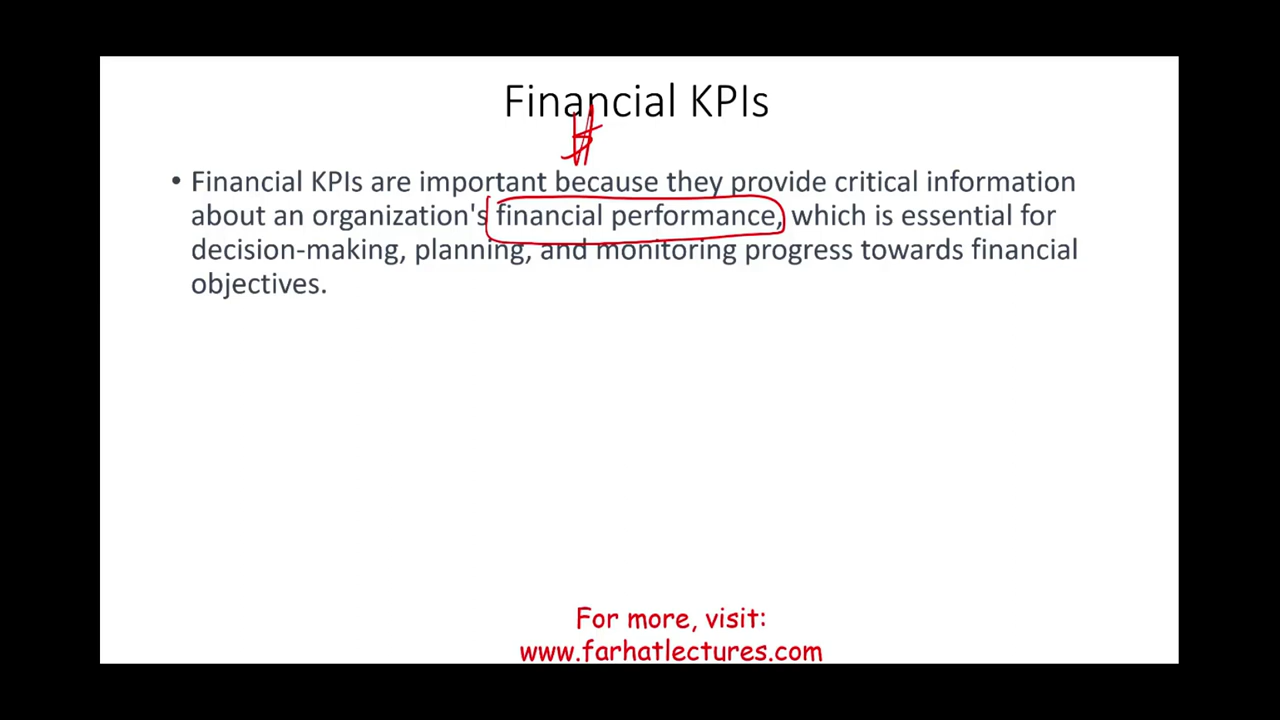 Financial KPIs
• Financial KPIs are important because they provide critical information
about an organization's financial performance, which is essential for
decision-making, planning, and monitoring progress towards financial
objectives.
For more, visit:
www.farhatlectures.com